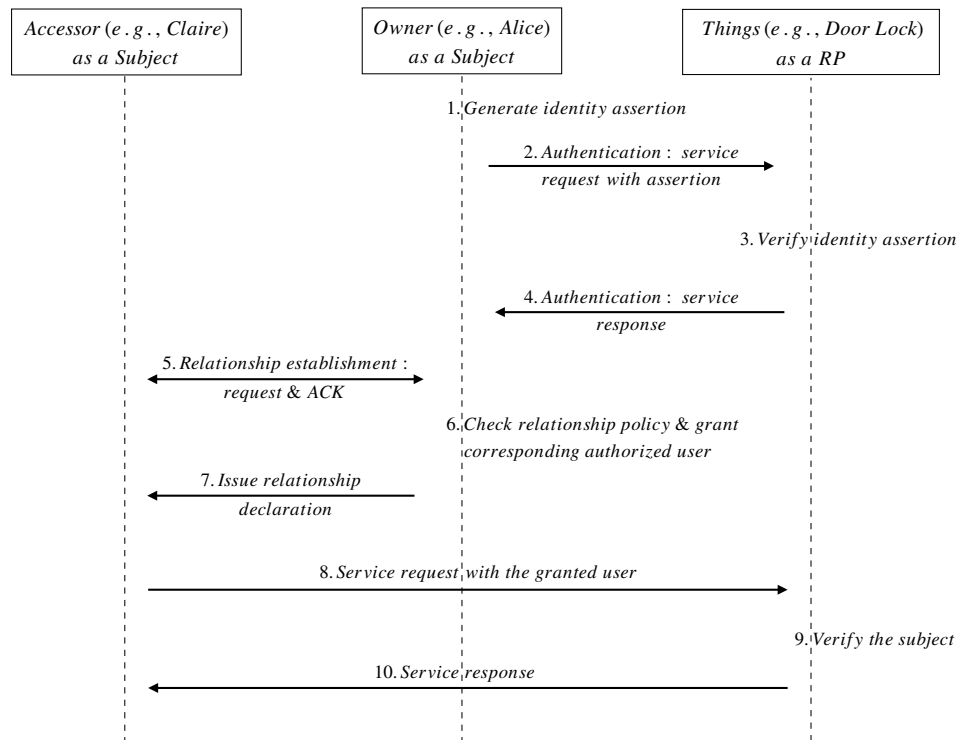 Accessor (e.g., Claire)
as a Subject
Owner (e.g., Alice)
as a Subject
Things (e.g., Door Lock)
as a RP
1. Generate identity assertion
2. Authentication: service
request with assertion
3. Verify identity assertion
4. Authentication: service
response
5. Relationship establishment:
request & ACK
6. Check relationship policy & grant
corresponding authorized user
7. Issue relationship
declaration
8. Service request with the granted user
9. Verify the subject
10. Service response